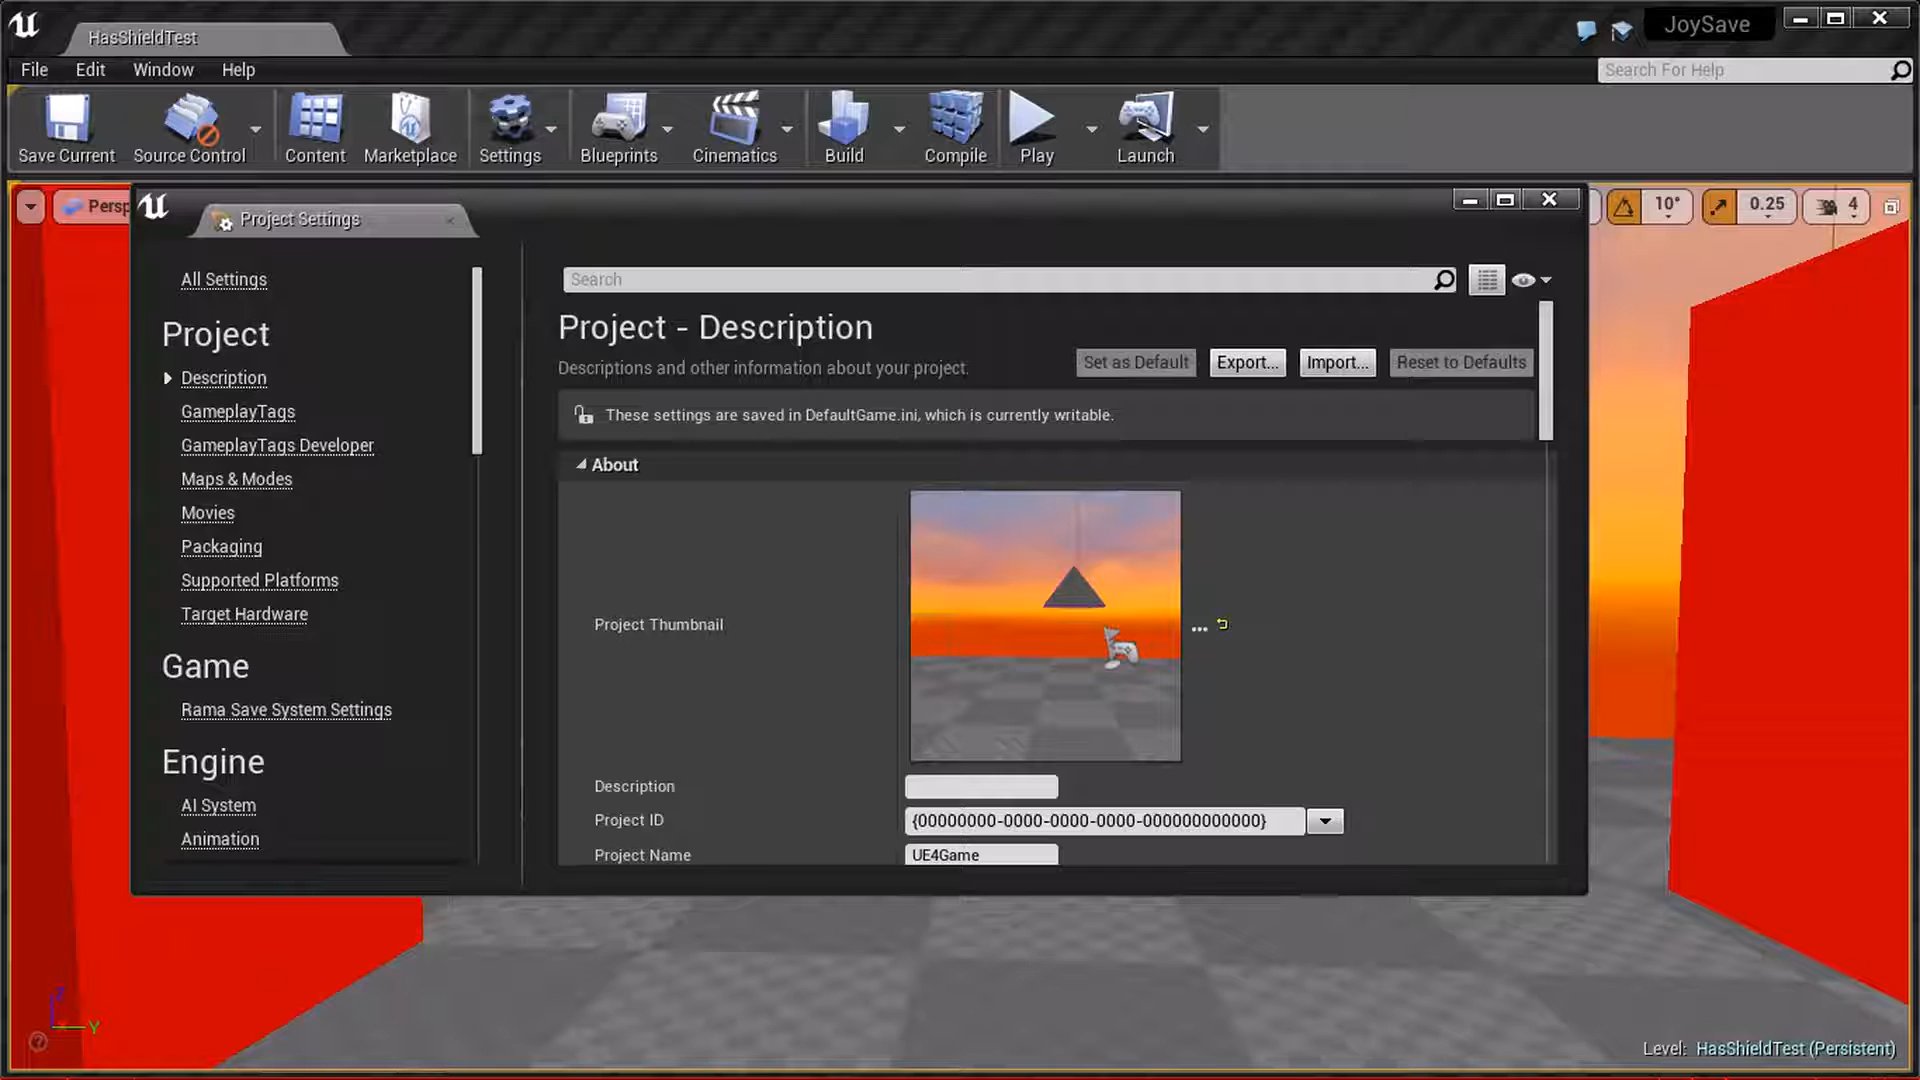 HasShieldTest
JoySave
File Edit Window Help
Search For Help
Save Current Source Control Content Marketplace Settings Blueprints Cinematics Build Compile Play Launch
Persp
10° 0.25 4
Project Settings
All Settings
Search
Project
Project - Description
Descriptions and other information about your project.
Set as Default Export... Import... Reset to Defaults
Description
GameplayTags
These settings are saved in DefaultGame.ini, which is currently writable.
GameplayTags Developer
About
Maps & Modes
Movies
Packaging
Supported Platforms
Target Hardware
Project Thumbnail
Game
Rama Save System Settings
Engine
Description
AI System
Project ID {00000000-0000-0000-0000-000000000000}
Animation
Project Name UE4Game
Z
Y
Level: HasShieldTest (Persistent)